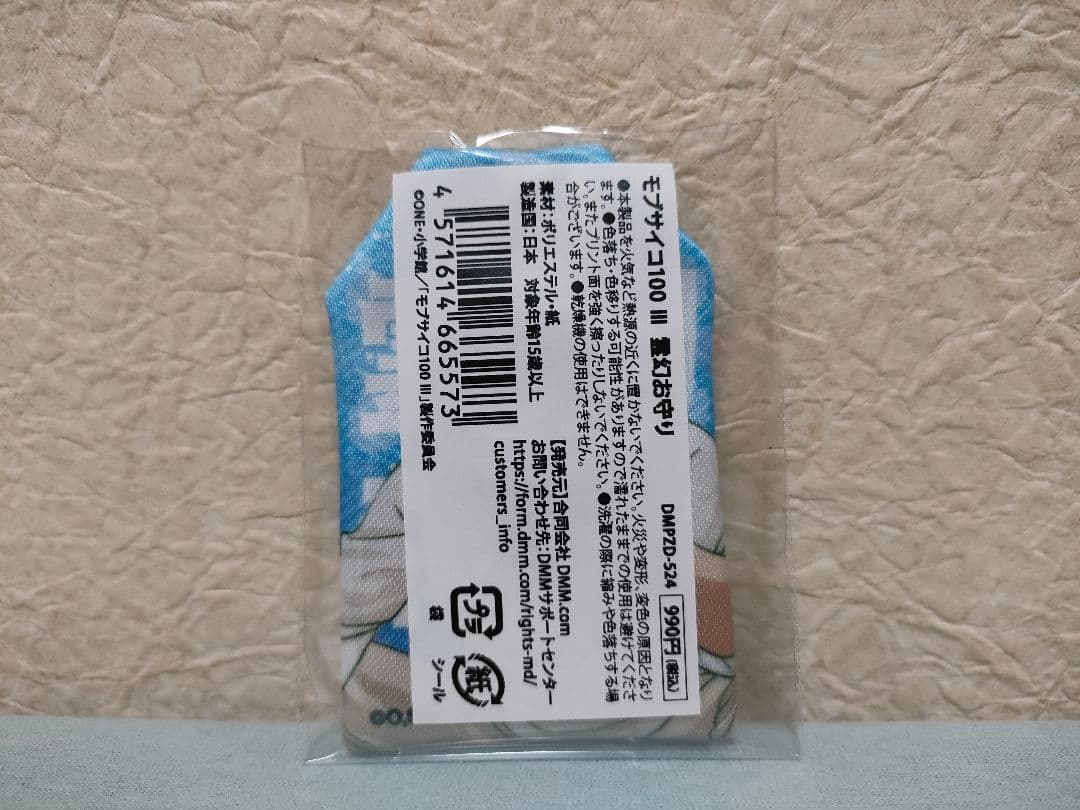 モブサイコ100 III 霊幻お守り DMPZD-524 990円(税込)
●本製品を火気など熱源の近くに置かないでください。火災や変形、変色の原因となり
ます。●色落ち・色移りする可能性がありますので濡れたままでの使用は避けてくださ
い。またプリント面を強く擦ったりしないでください。●洗濯の際に縮みや色落ちする場
合がございます。●乾燥機の使用はできません。
素材：ポリエステル・紙
製造国：日本 対象年齢15歳以上
4 571614 665573
©ONE・小学館／「モブサイコ100 III」製作委員会
【発売元】合同会社 DMM.com
お問い合わせ先：DMMサポートセンター
https://form.dmm.com/rights-md/
customers_info
プラ
袋
紙
シール